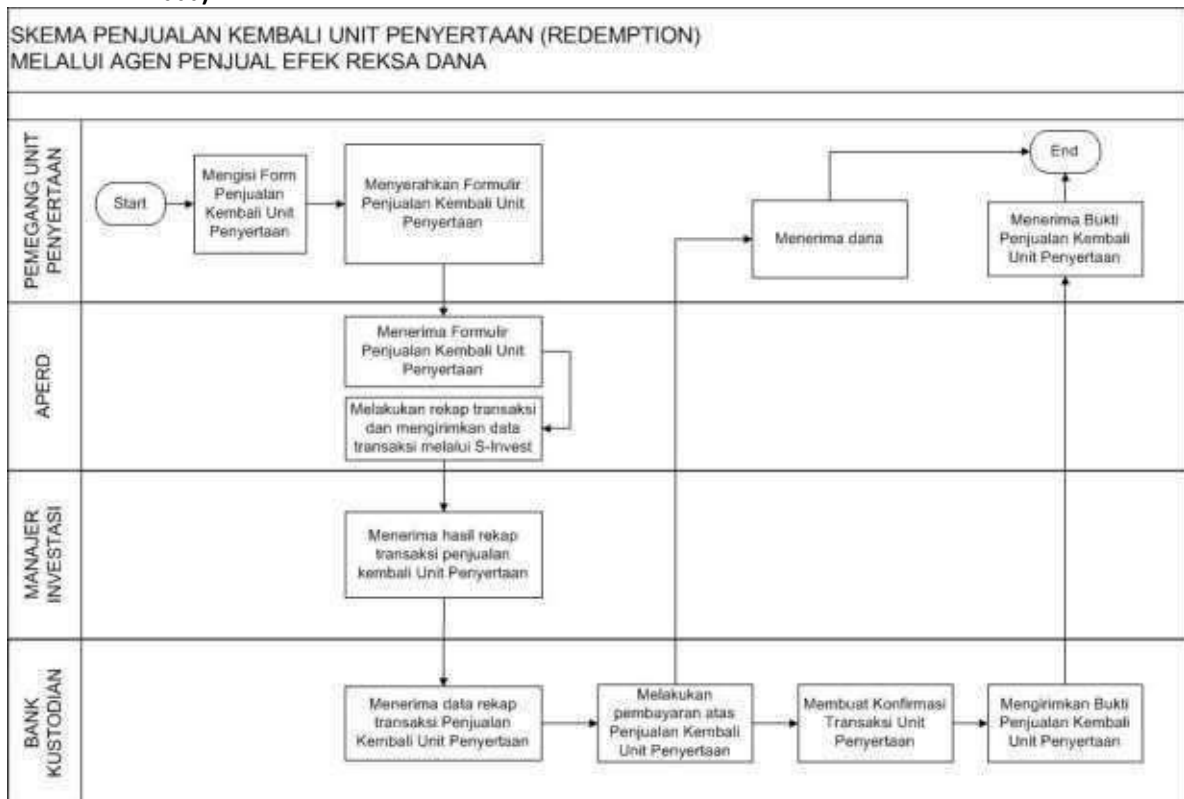 SKEMA PENJUALAN KEMBALI UNIT PENYERTAAN (REDEMPTION)
MELALUI AGEN PENJUAL EFEK REKSA DANA
PEMEGANG UNIT
PENYERTAAN
Start
Mengisi Form
Penjualan
Kembali Unit
Penyertaan
Menyerahkan Formulir
Penjualan Kembali Unit
Penyertaan
Menerima dana
End
Menerima Bukti
Penjualan Kembali
Unit Penyertaan
APERD
Menerima Formulir
Penjualan Kembali Unit
Penyertaan
Melakukan rekap transaksi
dan mengirimkan data
transaksi melalui S-Invest
MANAJER
INVESTASI
Menerima hasil rekap
transaksi penjualan
kembali Unit Penyertaan
BANK
KUSTODIAN
Menerima data rekap
transaksi Penjualan
Kembali Unit Penyertaan
Melakukan
pembayaran atas
Penjualan Kembali
Unit Penyertaan
Membuat Konfirmasi
Transaksi Unit
Penyertaan
Mengirimkan Bukti
Penjualan Kembali
Unit Penyertaan